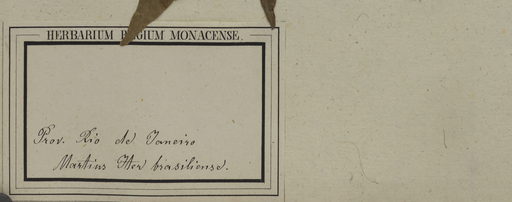 HERBARIUM REGIUM MONACENSE.
Prov. Rio de Janeiro
Martius Iter brasiliense.